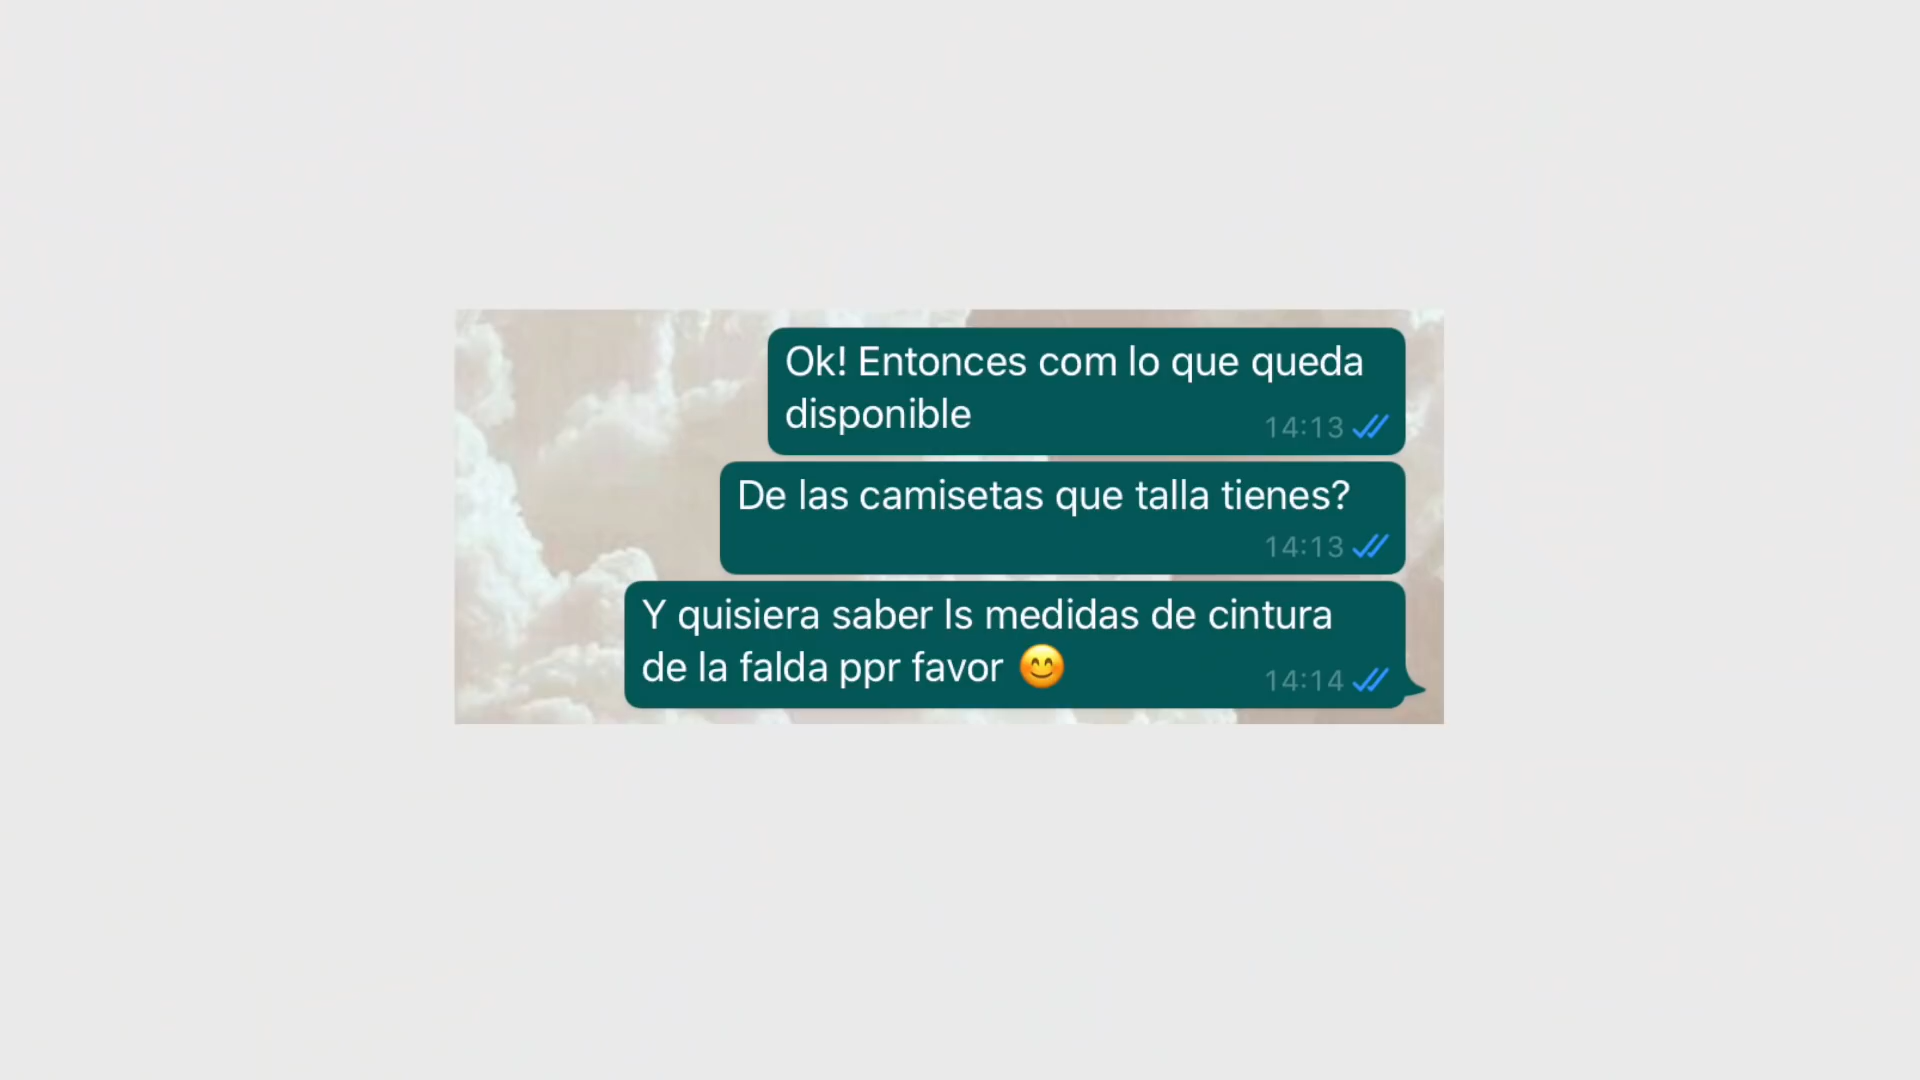 Ok! Entonces com lo que queda
disponible
14:13
De las camisetas que talla tienes?
14:13
Y quisiera saber ls medidas de cintura
de la falda ppr favor 😊
14:14